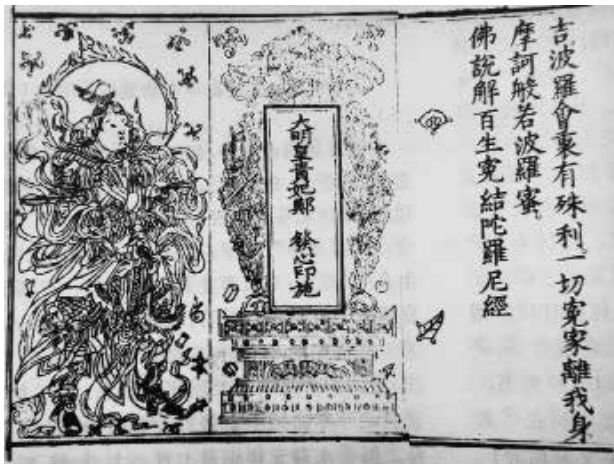 吉波羅會裏有殊利一切冤家離我身
摩訶般若波羅蜜
佛說解百生冤結陀羅尼經
大明皇貴妃鄭 發心印施